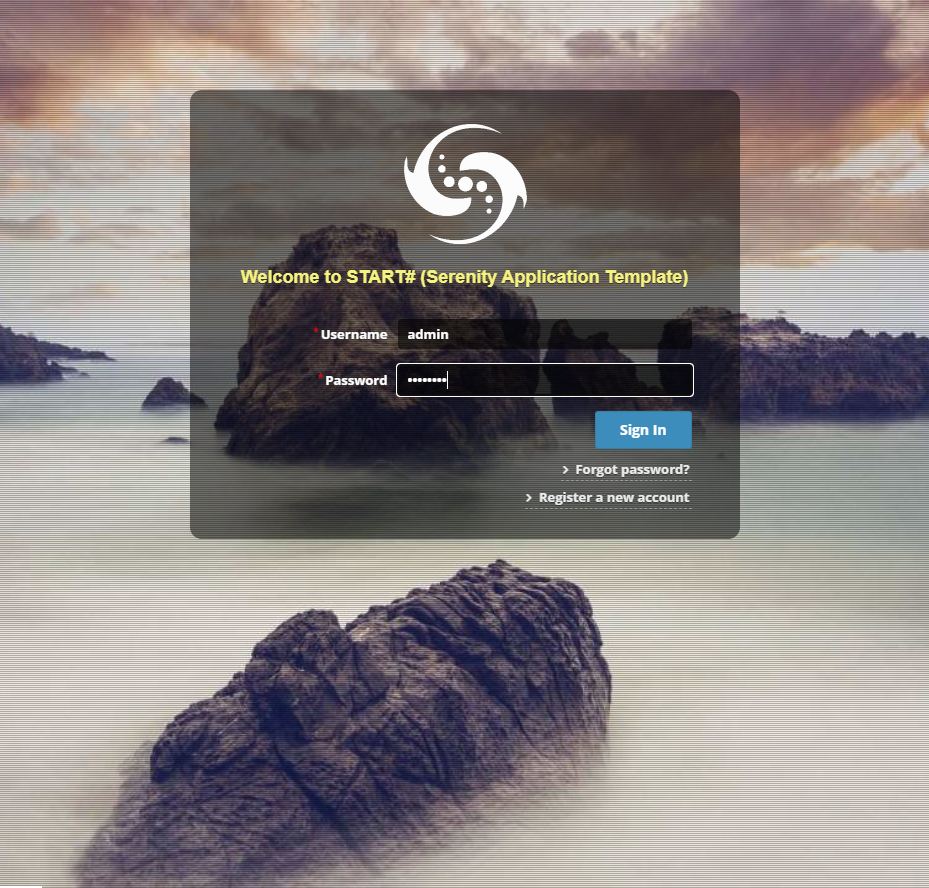 Welcome to START# (Serenity Application Template)
* Username admin
* Password ••••••••
Sign In
Forgot password?
Register a new account